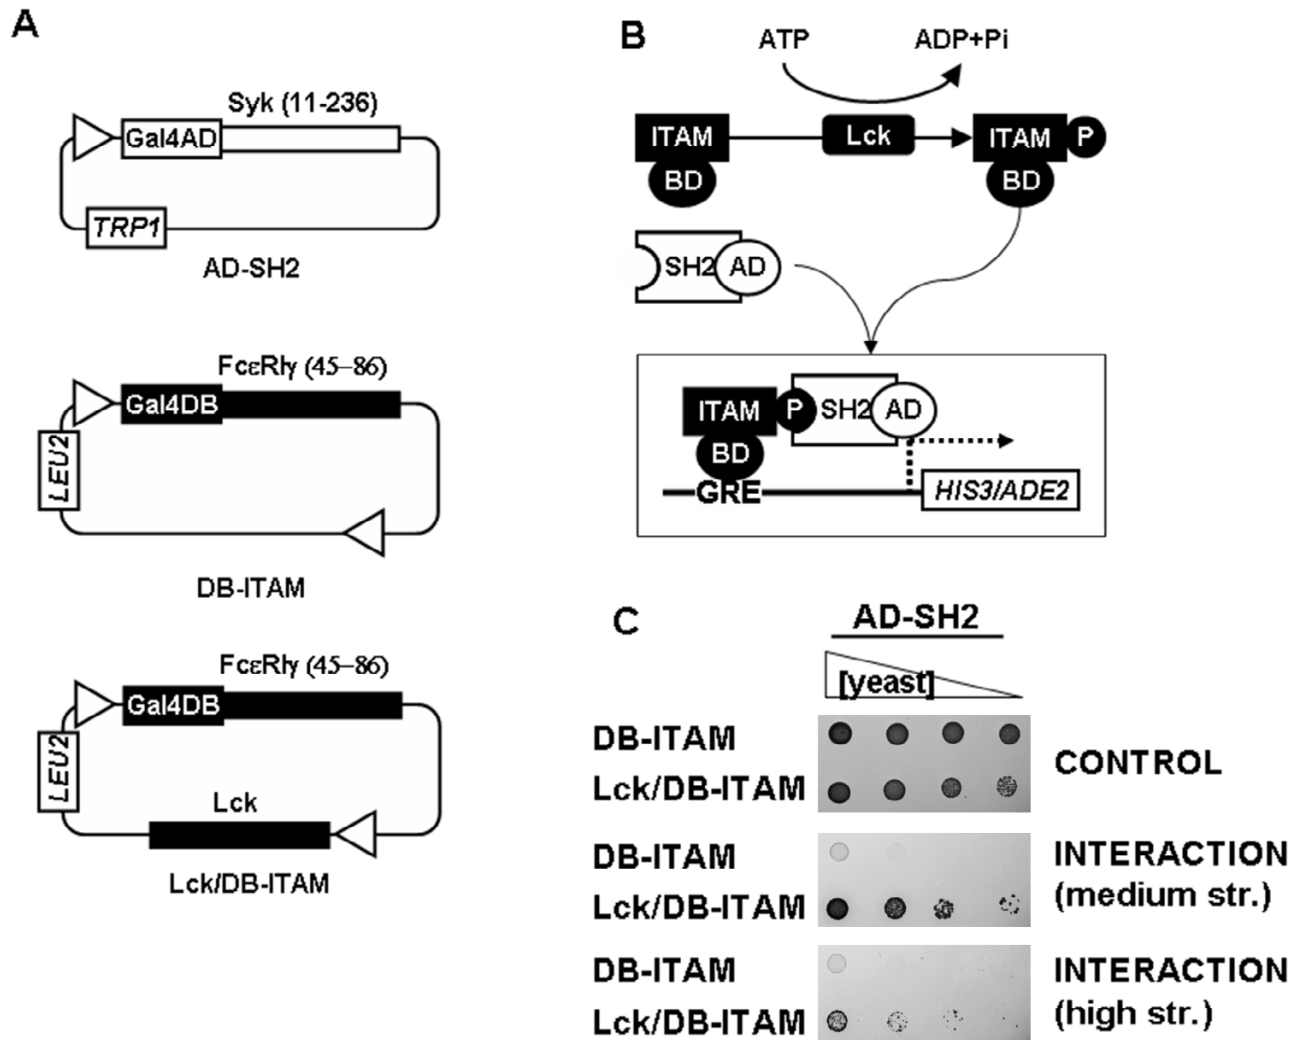 A
Syk (11-236)
Gal4AD
TRP1
AD-SH2
FcεRIγ (45–86)
Gal4DB
LEU2
DB-ITAM
FcεRIγ (45–86)
Gal4DB
LEU2
Lck
Lck/DB-ITAM
B
ATP ADP+Pi
ITAM Lck ITAM P
BD BD
SH2 AD
ITAM P SH2 AD
BD
GRE HIS3/ADE2
C
AD-SH2
[yeast]
DB-ITAM
Lck/DB-ITAM
CONTROL
DB-ITAM
Lck/DB-ITAM
INTERACTION
(medium str.)
DB-ITAM
Lck/DB-ITAM
INTERACTION
(high str.)